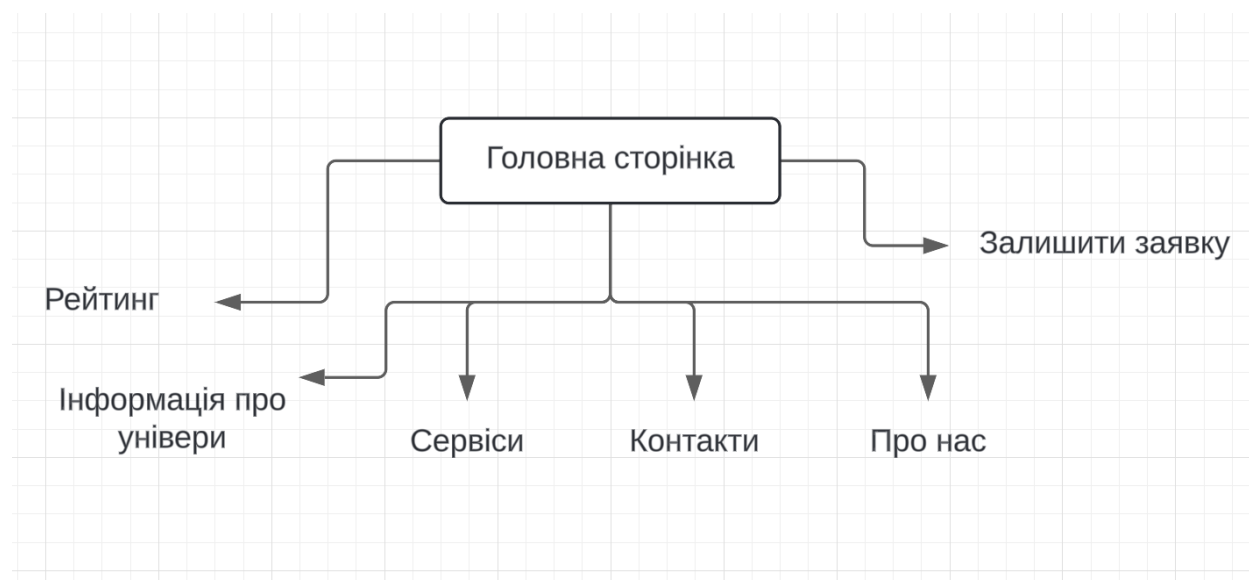 Головна сторінка
Залишити заявку
Рейтинг
Інформація про
універи
Сервіси
Контакти
Про нас